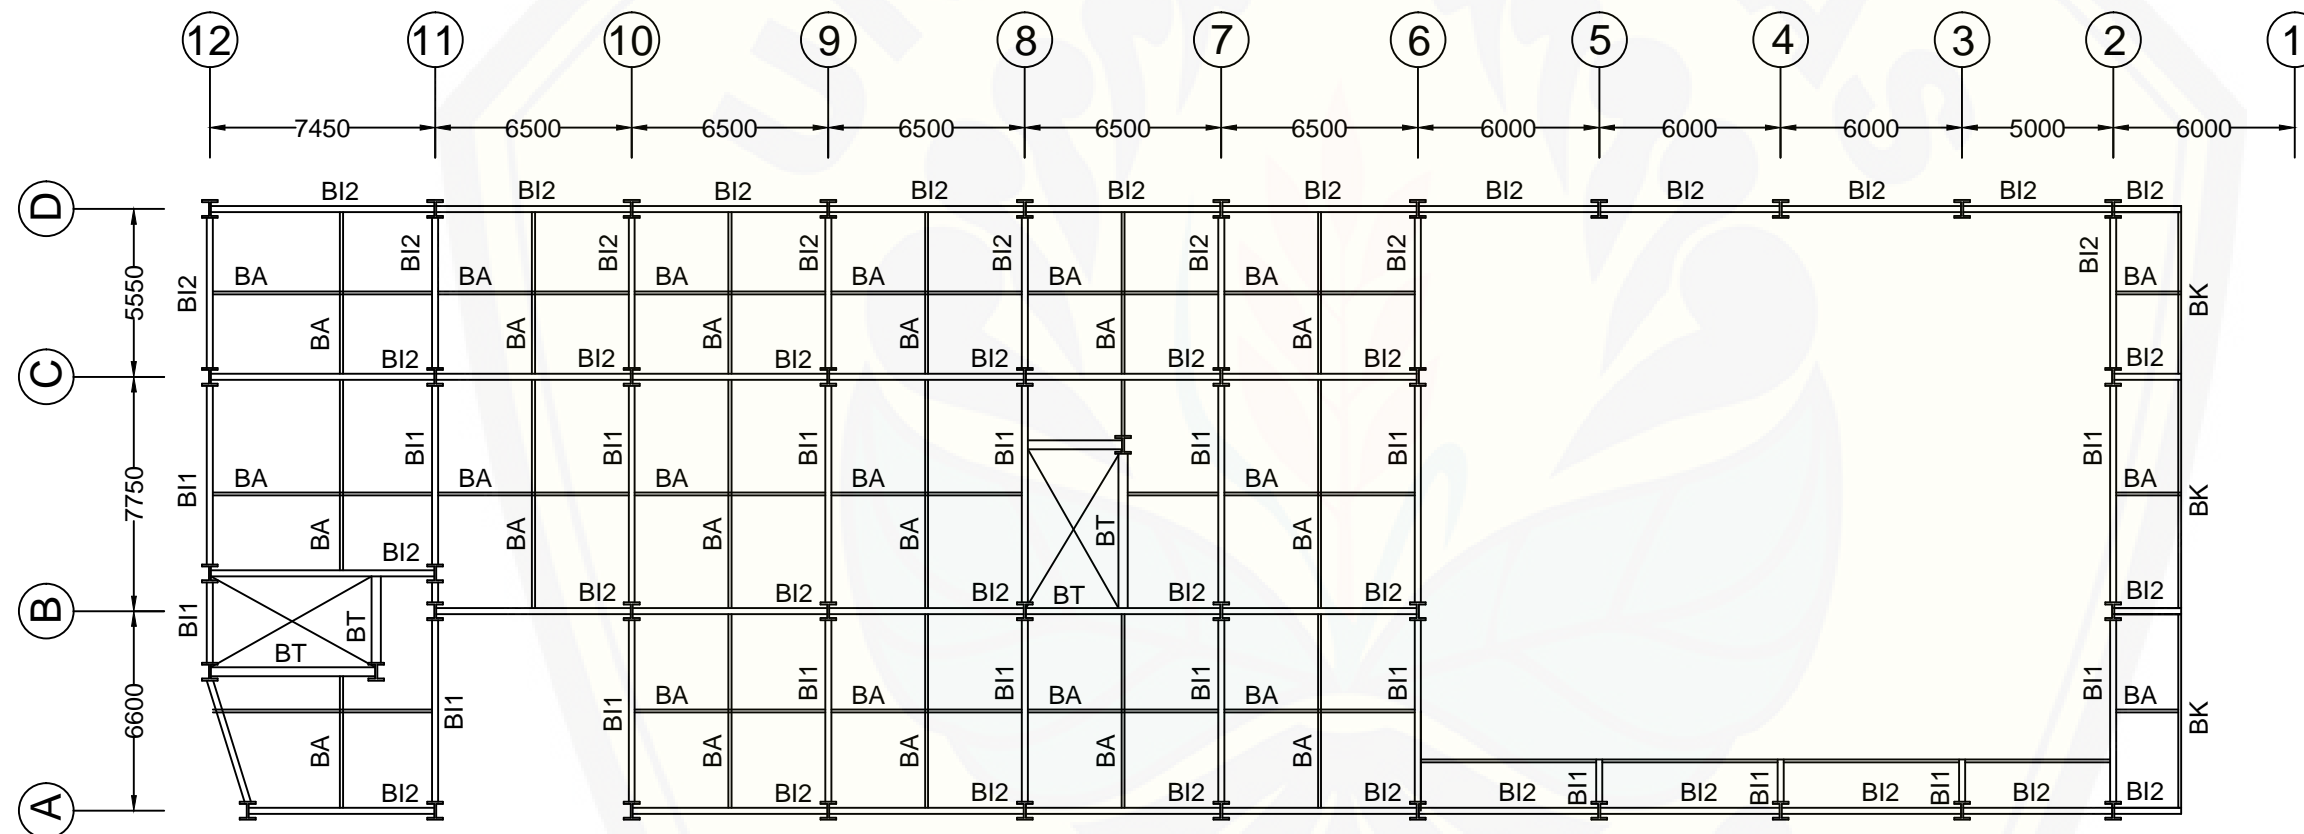 12 11 10 9 8 7 6 5 4 3 2 1
7450 6500 6500 6500 6500 6500 6000 6000 6000 5000 6000
D BI2 BI2 BI2 BI2 BI2 BI2 BI2 BI2 BI2 BI2 BI2
BI2 BI2 BI2 BI2 BI2 BI2 BI2 BI2
5550 BA BA BA BA BA BA BA BK
BA BA BA BA BA BA
C BI2 BI2 BI2 BI2 BI2 BI2 BI2
BI1 BI1 BI1 BI1 BI1 BI1 BI1 BI1
7750 BA BA BA BA BA BA BK
BA BA BA BA BT BA
BI2
B BI1 BT BI2 BI2 BI2 BT BI2 BI2 BI2
BT
6600 BI1 BI1 BI1 BI1 BI1 BI1 BI1
BA BA BA BA BA BK
BA BA BA BA BA
A BI2 BI2 BI2 BI2 BI2 BI2 BI1 BI2 BI1 BI2 BI1 BI2 BI2